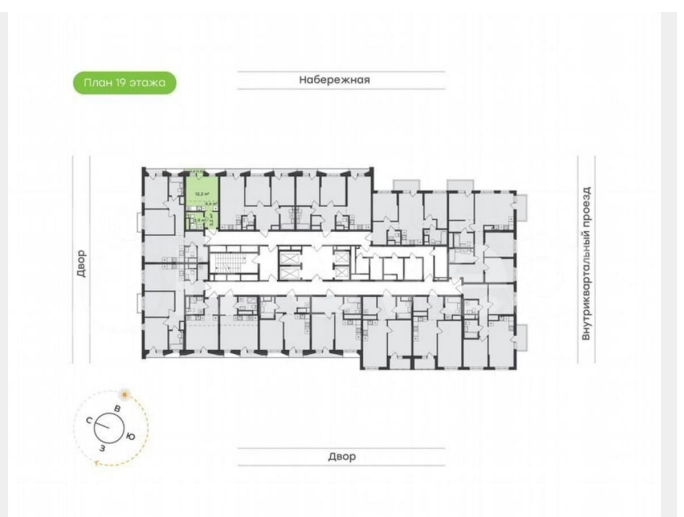 План 19 этажа
Набережная
Двор
Внутриквартальный проезд
С
В
Ю
З
Двор